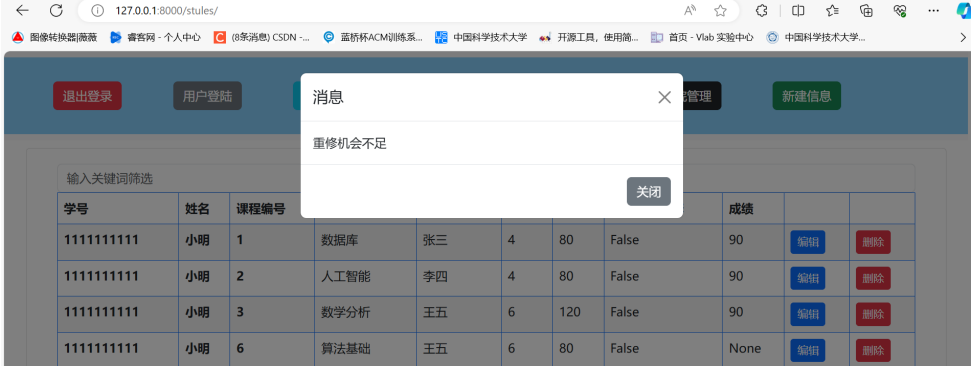 127.0.0.1:8000/stules/
图像转换器|薇薇 睿客网 - 个人中心 (8条消息) CSDN -... 蓝桥杯ACM训练系... 中国科学技术大学 开源工具，使用简... 首页 - Vlab 实验中心 中国科学技术大学...
退出登录 用户登陆 管理 新建信息
消息
重修机会不足
关闭
输入关键词筛选
学号 姓名 课程编号 成绩
1111111111 小明 1 数据库 张三 4 80 False 90 编辑 删除
1111111111 小明 2 人工智能 李四 4 80 False 90 编辑 删除
1111111111 小明 3 数学分析 王五 6 120 False 90 编辑 删除
1111111111 小明 6 算法基础 王五 6 80 False None 编辑 删除